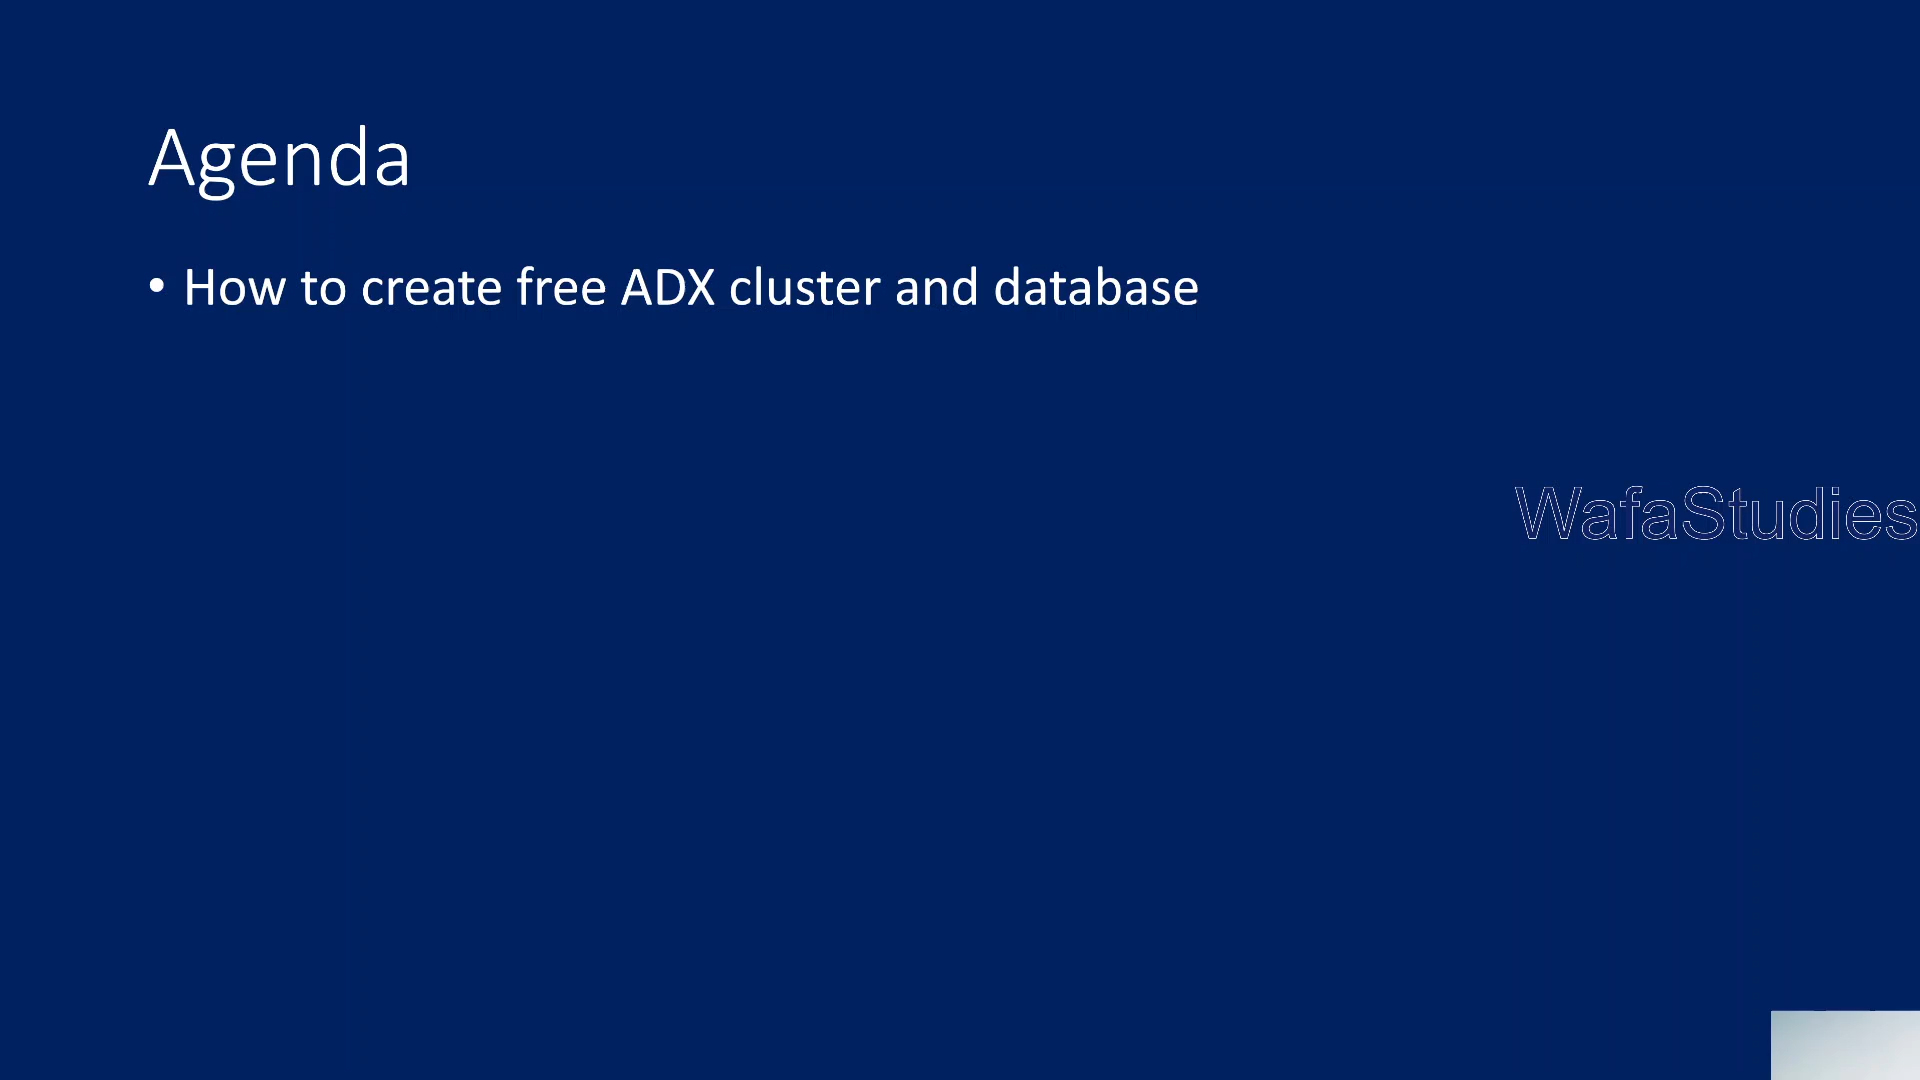 Agenda
• How to create free ADX cluster and database
WafaStudies